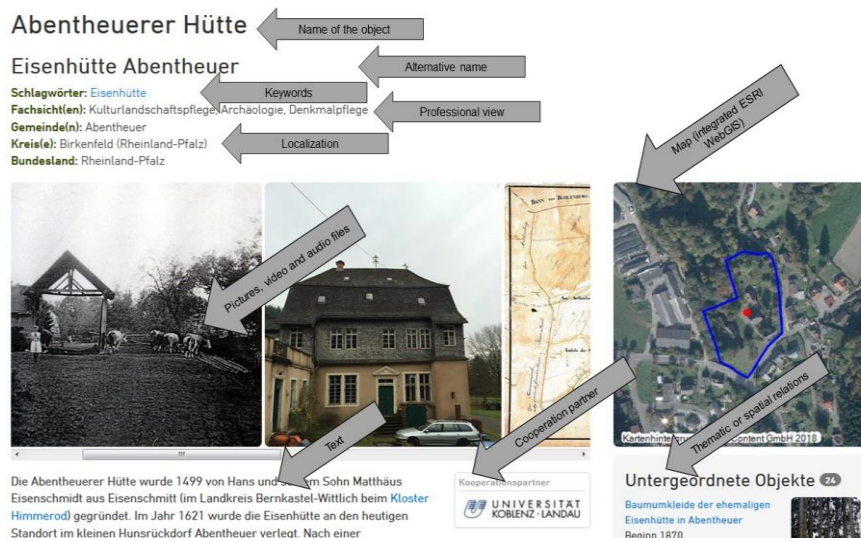 Abentheuerer Hütte
Name of the object
Eisenhütte Abentheuer
Alternative name
Schlagwörter: Eisenhütte
Keywords
Fachsicht(en): Kulturlandschaftspflege, Archäologie, Denkmalpflege
Professional view
Gemeinde(n): Abentheuer
Kreis(e): Birkenfeld (Rheinland-Pfalz)
Localization
Bundesland: Rheinland-Pfalz
Map (integrated ESRI
WebGIS)
Pictures, video and audio files
Cooperation partner
Thematic or spatial relations
Content GmbH 2018
Text
Die Abentheuerer Hütte wurde 1499 von Hans und Sohn Matthäus
Eisenschmidt aus Eisenschmitt (im Landkreis Bernkastel-Wittlich beim Kloster
Himmerod) gegründet. Im Jahr 1621 wurde die Eisenhütte an den heutigen
Standort im kleinen Hunsrückdorf Abentheuer verlegt. Nach einer
Kooperationspartner
UNIVERSITÄT
KOBLENZ · LANDAU
Untergeordnete Objekte 24
Baumumkleide der ehemaligen
Eisenhütte in Abentheuer
Beginn 1870